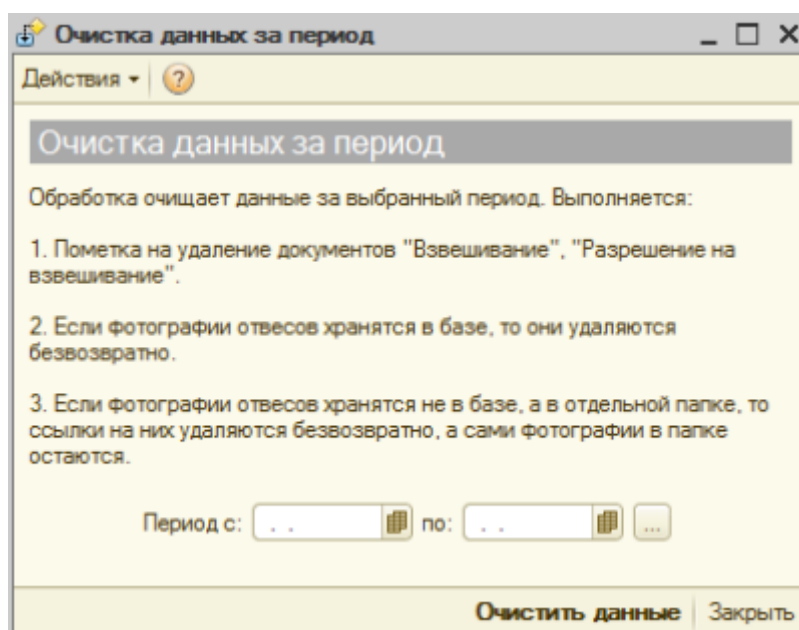 Очистка данных за период
Действия
Очистка данных за период
Обработка очищает данные за выбранный период. Выполняется:
1. Пометка на удаление документов "Взвешивание", "Разрешение на
взвешивание".
2. Если фотографии отвесов хранятся в базе, то они удаляются
безвозвратно.
3. Если фотографии отвесов хранятся не в базе, а в отдельной папке, то
ссылки на них удаляются безвозвратно, а сами фотографии в папке
остаются.
Период с: . . по: . . ...
Очистить данные Закрыть